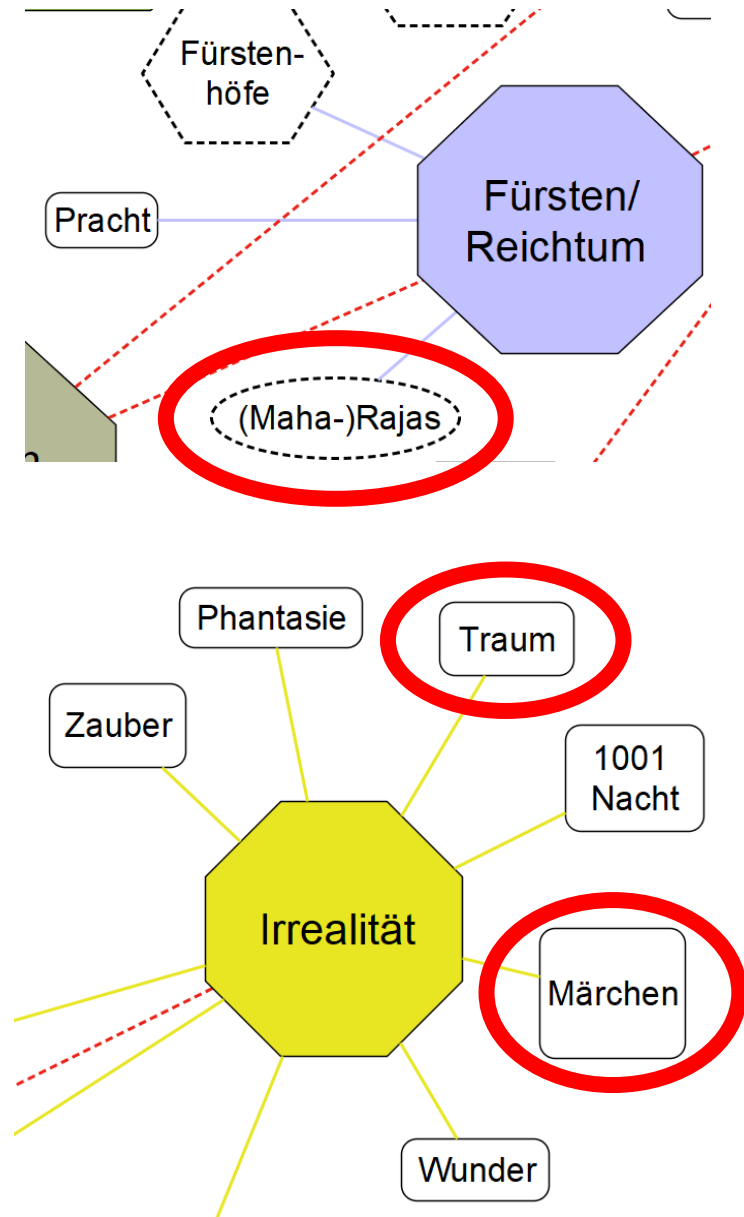 Fürsten-
höfe
Fürsten/
Reichtum
Pracht
(Maha-)Rajas
Phantasie
Traum
Zauber
1001
Nacht
Irrealität
Märchen
Wunder